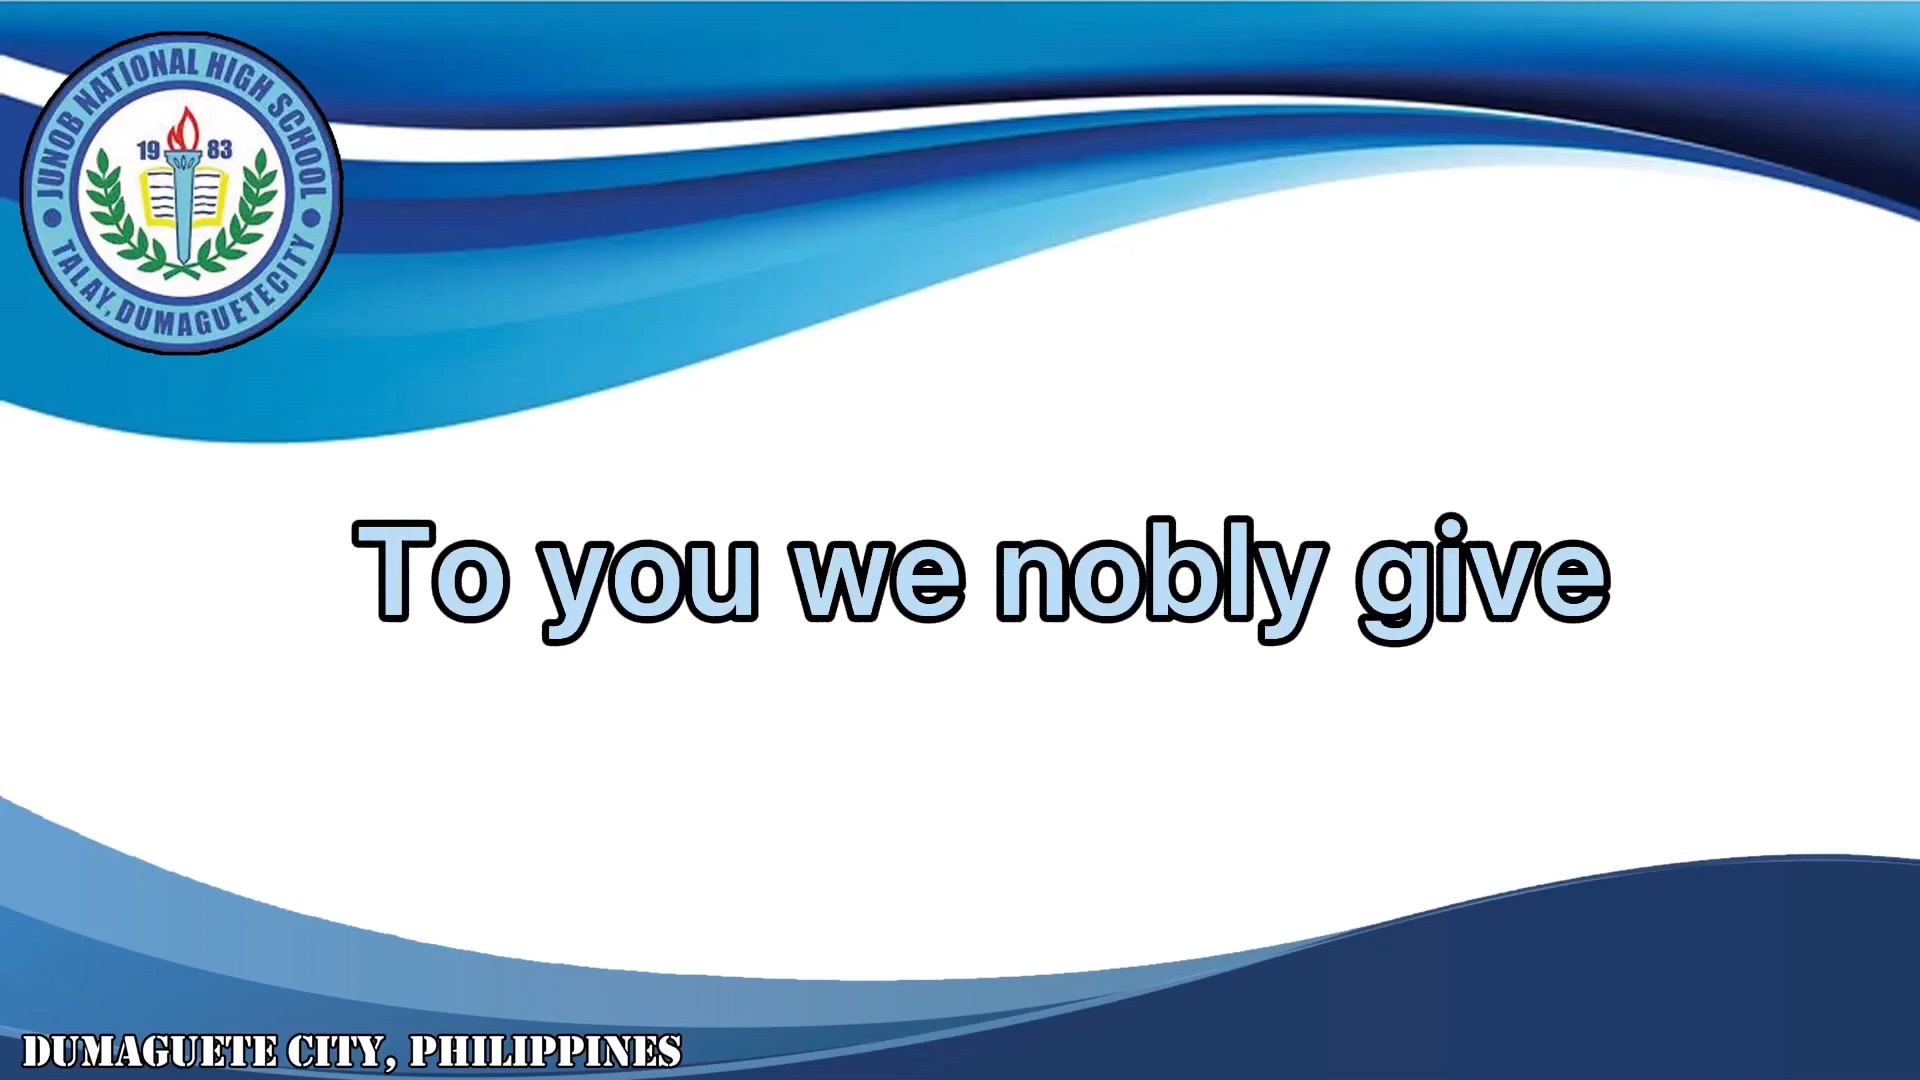 JUNOB NATIONAL HIGH SCHOOL
19 83
TALAY, DUMAGUETE CITY
To you we nobly give
DUMAGUETE CITY, PHILIPPINES